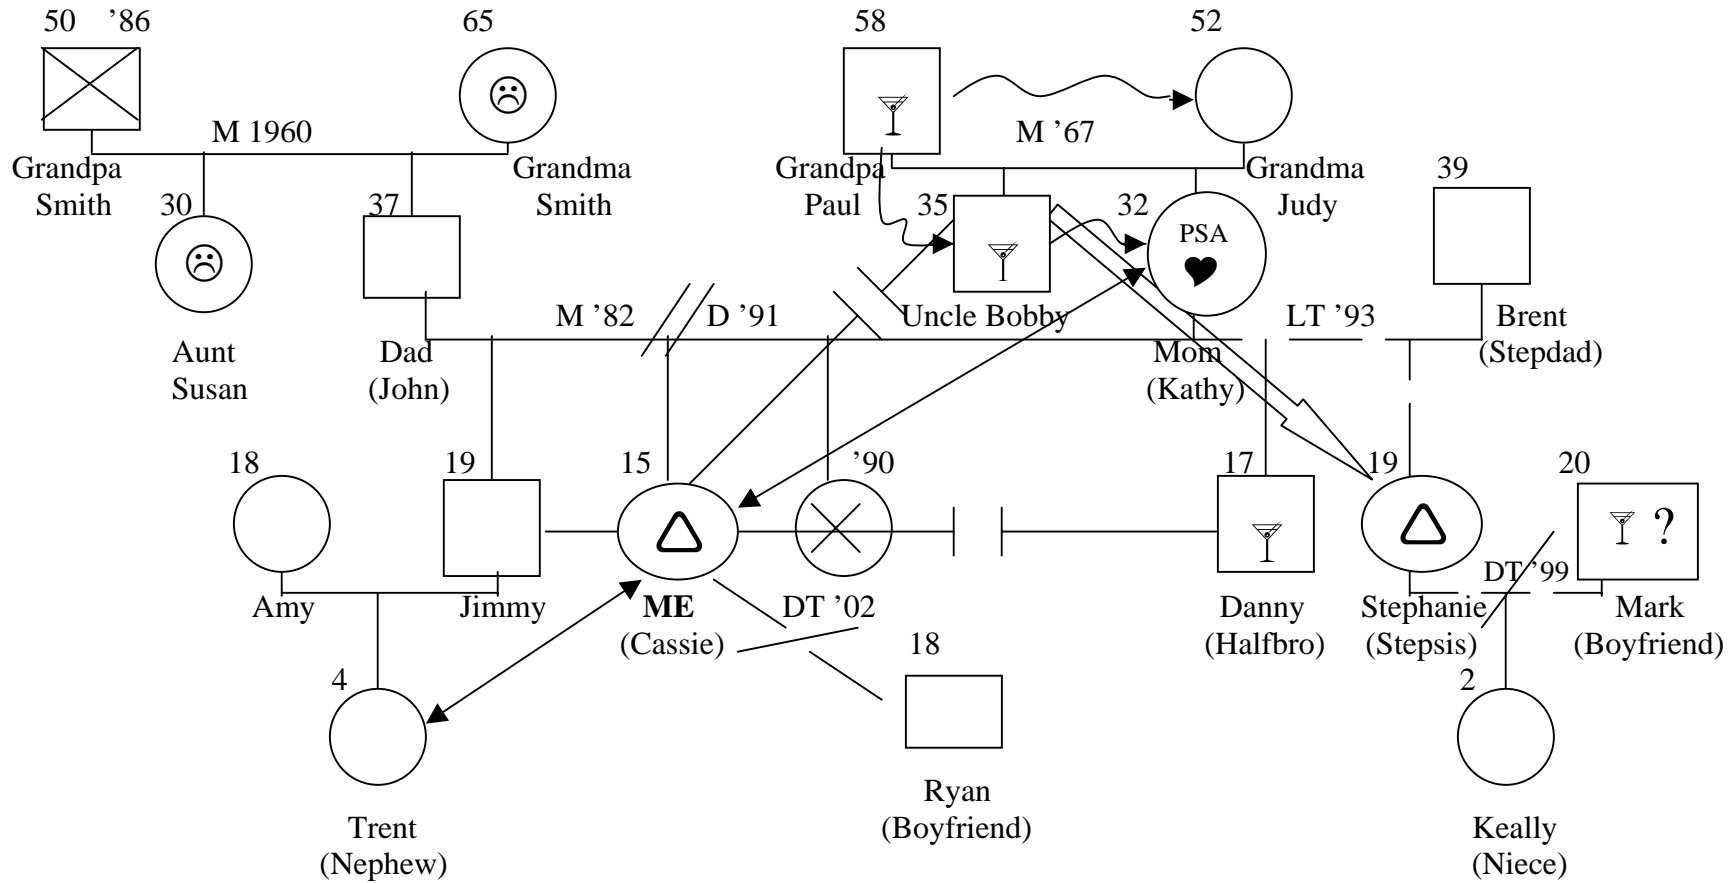 50 ’86
65
58
52
M 1960
M ’67
Grandpa
Smith
Grandma
Smith
Grandpa
Paul
Grandma
Judy
39
30
37
35
32
PSA
M ’82
D ’91
Uncle Bobby
LT ’93
Brent
(Stepdad)
Aunt
Susan
Dad
(John)
Mom
(Kathy)
18
19
15
’90
17
19
20
?
DT ’99
Amy
Jimmy
ME
(Cassie)
DT ’02
Danny
(Halfbro)
Stephanie
(Stepsis)
Mark
(Boyfriend)
18
4
2
Ryan
(Boyfriend)
Trent
(Nephew)
Keally
(Niece)